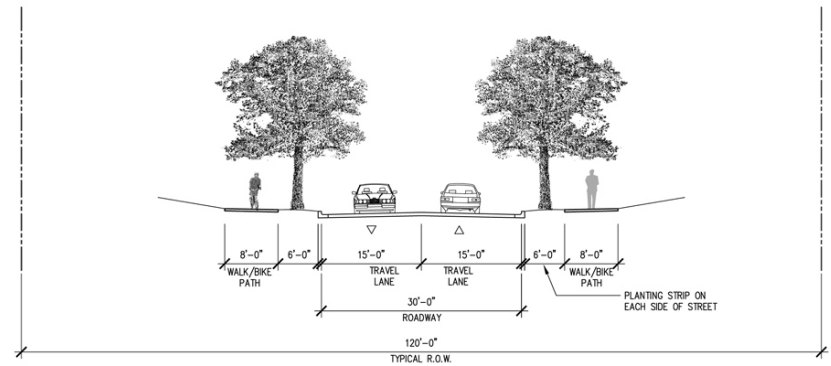 8'-0" 6'-0" 15'-0" 15'-0" 6'-0" 8'-0"
WALK/BIKE TRAVEL TRAVEL WALK/BIKE
PATH LANE LANE PATH
PLANTING STRIP ON
EACH SIDE OF STREET
30'-0"
ROADWAY
120'-0"
TYPICAL R.O.W.